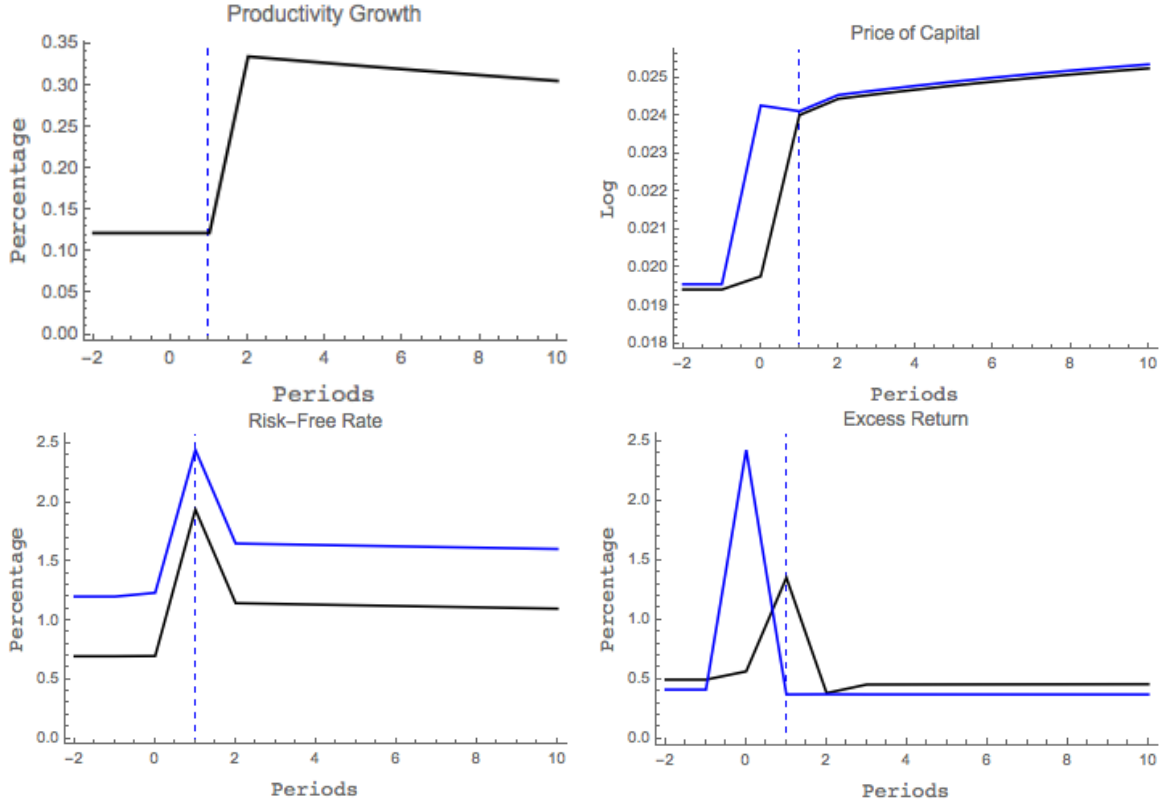 Productivity Growth
0.35
0.30
0.25
0.20
0.15
0.10
0.05
0.00
Percentage
−2 0 2 4 6 8 10
Periods
Price of Capital
0.025
0.024
0.023
0.022
0.021
0.020
0.019
0.018
Log
−2 0 2 4 6 8 10
Periods
Risk−Free Rate
2.5
2.0
1.5
1.0
0.5
0.0
Percentage
−2 0 2 4 6 8 10
Periods
Excess Return
2.5
2.0
1.5
1.0
0.5
0.0
Percentage
−2 0 2 4 6 8 10
Periods